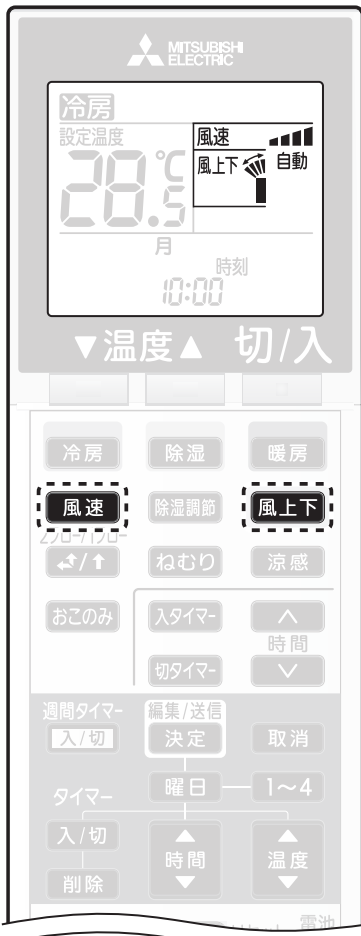 MITSUBISHI
ELECTRIC
冷房
設定温度
風速
28.5℃
風上下 自動
月
時刻
10:00
▼温度▲ 切/入
冷房 除湿 暖房
風速 除湿調節 風上下
2フロー/1フロー
ねむり 涼感
おこのみ 入タイマー
時間
切タイマー
週間タイマー 編集/送信
入/切 決定 取消
曜日 1〜4
タイマー
入/切 時間 温度
削除
電池